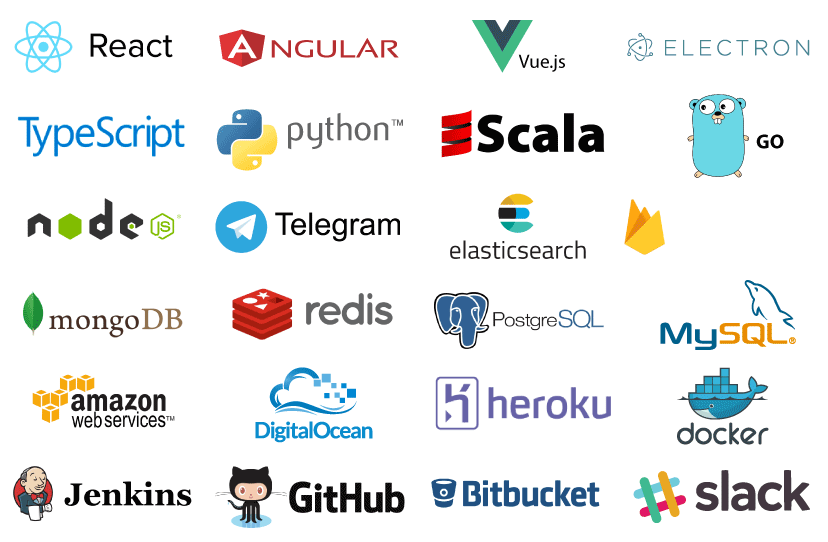 React
ANGULAR
Vue.js
ELECTRON
TypeScript
python™
Scala
GO
node
JS
Telegram
elasticsearch
mongoDB
redis
PostgreSQL
MySQL®
amazon
web services™
DigitalOcean
heroku
docker
Jenkins
GitHub
Bitbucket
slack